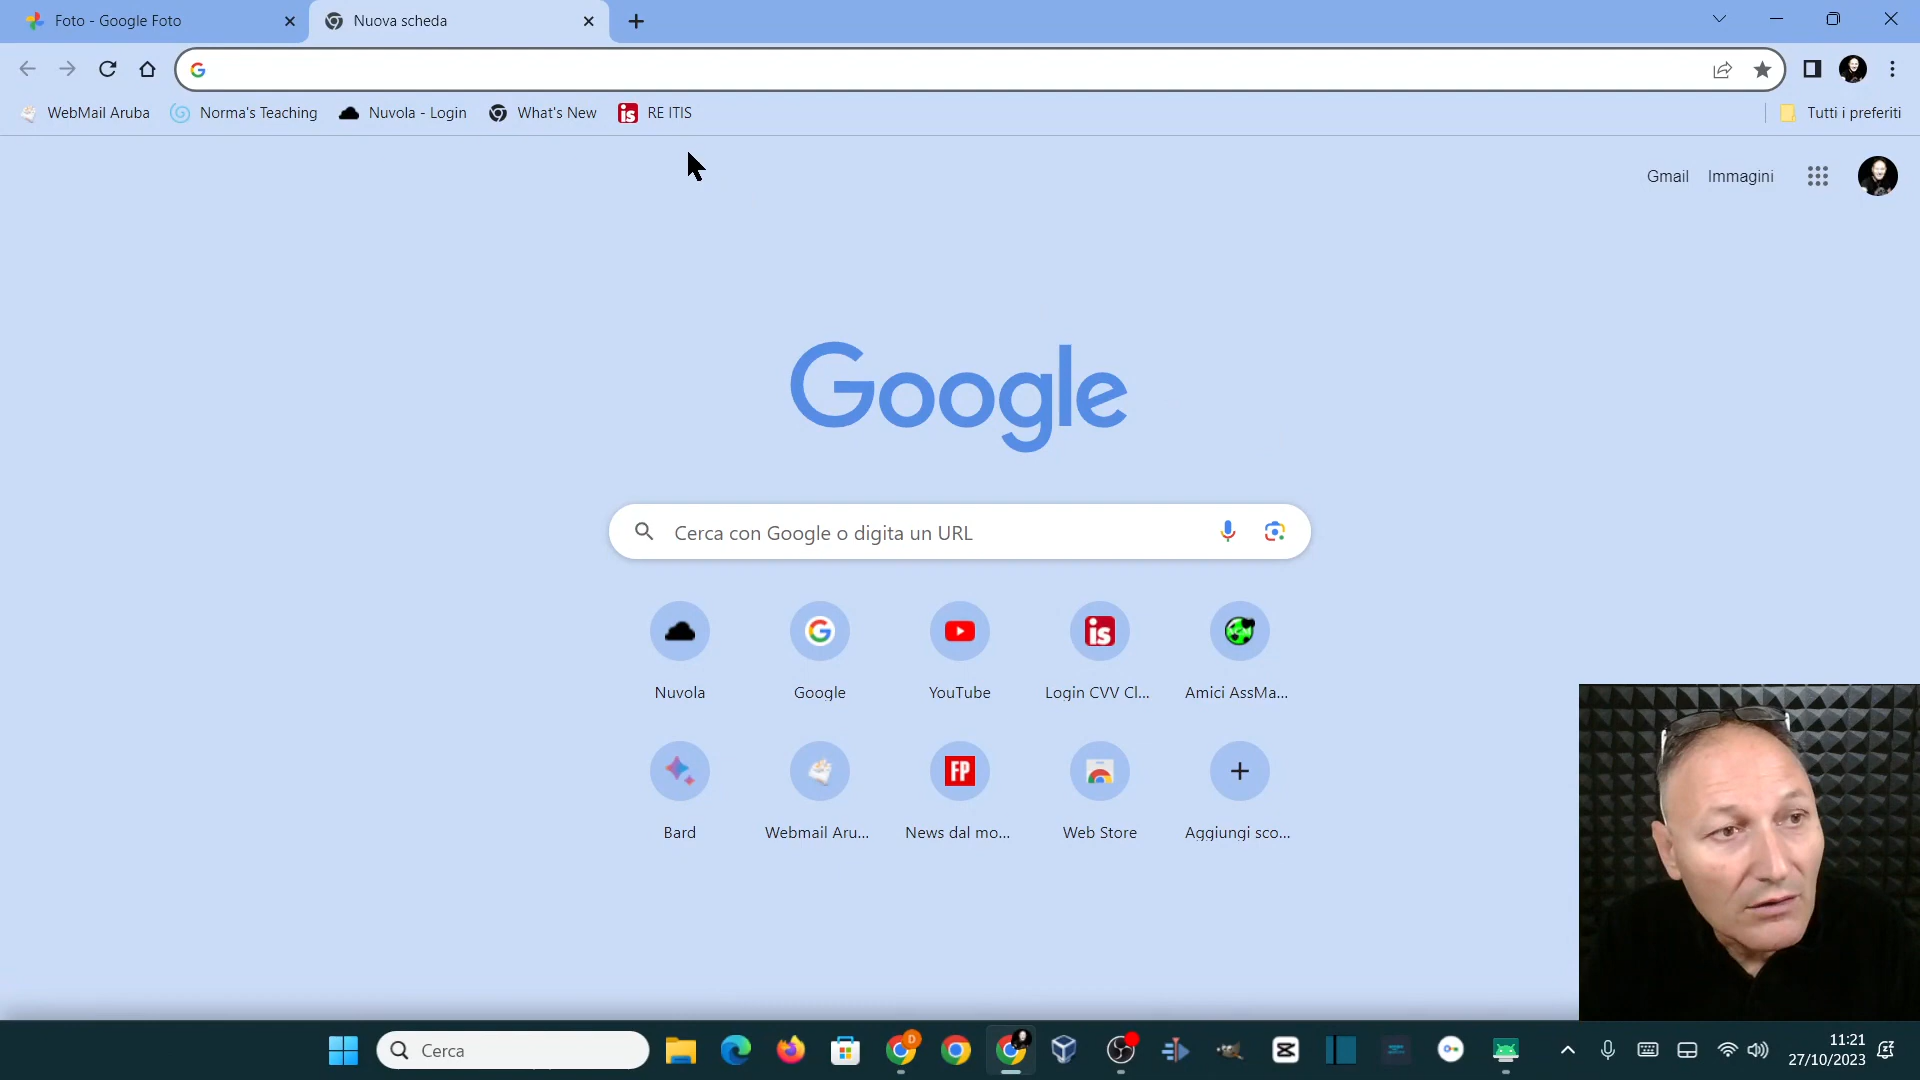 Foto - Google Foto
Nuova scheda
WebMail Aruba
Norma's Teaching
Nuvola - Login
What's New
RE ITIS
Tutti i preferiti
Gmail
Immagini
Google
Cerca con Google o digita un URL
Nuvola
Google
YouTube
Login CVV Cl...
Amici AssMa...
Bard
Webmail Aru...
News dal mo...
Web Store
Aggiungi sco...
Cerca
11:21
27/10/2023